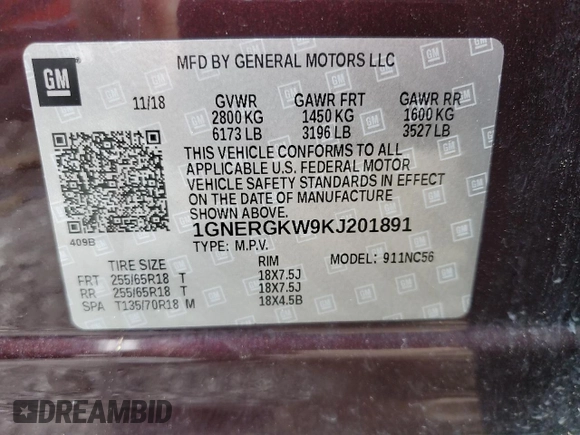 GM
MFD BY GENERAL MOTORS LLC
11/18 GVWR GAWR FRT GAWR RR
2800 KG 1450 KG 1600 KG
6173 LB 3196 LB 3527 LB
THIS VEHICLE CONFORMS TO ALL
APPLICABLE U.S. FEDERAL MOTOR
VEHICLE SAFETY STANDARDS IN EFFECT
ON THE DATE OF MANUFACTURE
SHOWN ABOVE.
409B
1GNERGKW9KJ201891
TYPE: M.P.V. MODEL: 911NC56
TIRE SIZE RIM
FRT 255/65R18 T 18X7.5J
RR 255/65R18 T 18X7.5J
SPA T135/70R18 M 18X4.5B
DREAMBID